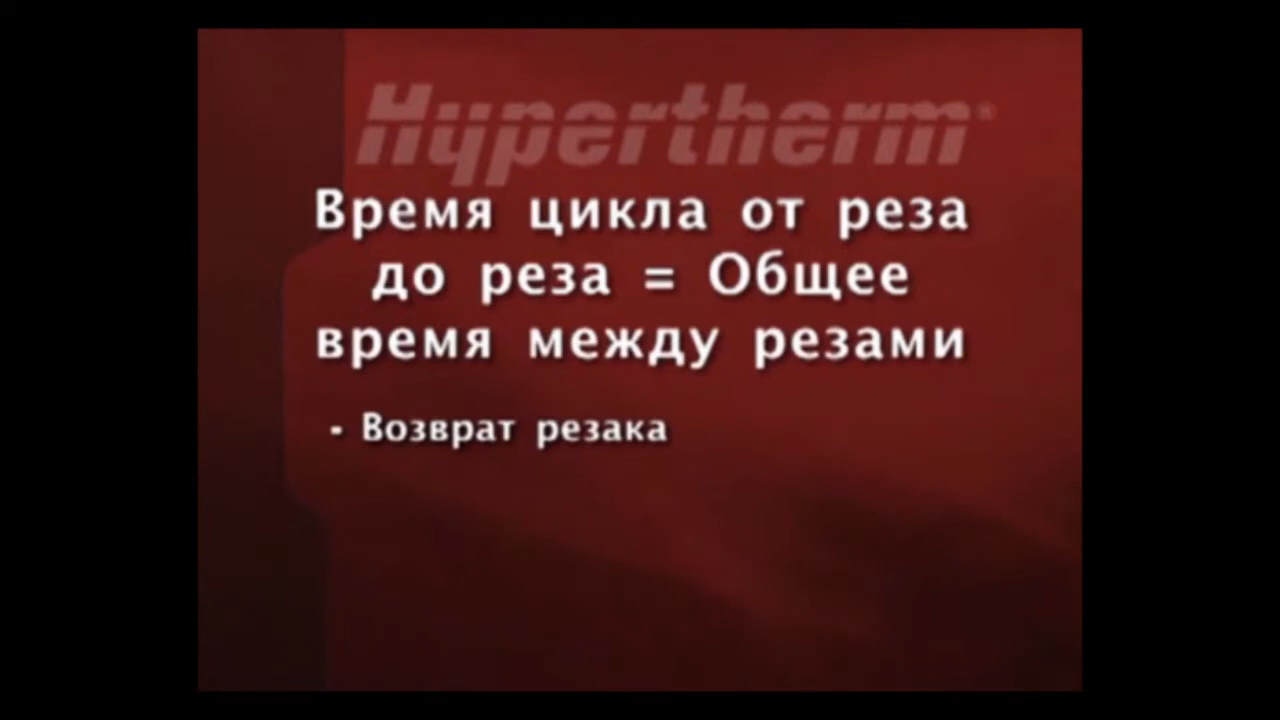 Hypertherm®
Время цикла от реза
до реза = Общее
время между резами
- Возврат резака